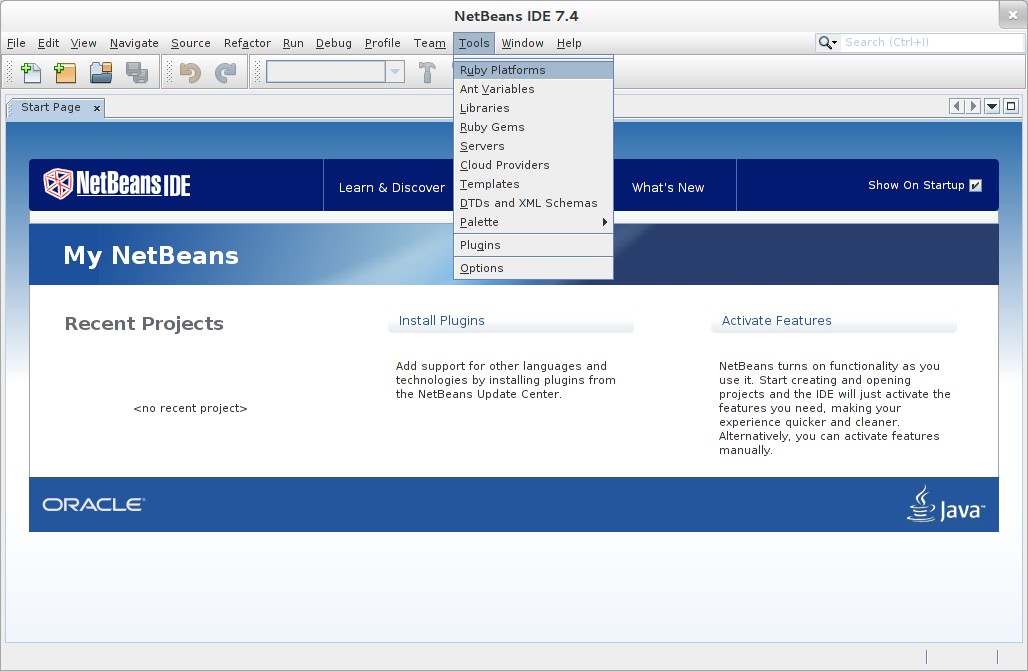 NetBeans IDE 7.4
File Edit View Navigate Source Refactor Run Debug Profile Team Tools Window Help
Search (Ctrl+I)
Ruby Platforms
Ant Variables
Libraries
Ruby Gems
Servers
Cloud Providers
Templates
DTDs and XML Schemas
Palette
Plugins
Options
Start Page
NetBeans IDE
Learn & Discover
What's New
Show On Startup
My NetBeans
Recent Projects
<no recent project>
Install Plugins
Add support for other languages and
technologies by installing plugins from
the NetBeans Update Center.
Activate Features
NetBeans turns on functionality as you
use it. Start creating and opening
projects and the IDE will just activate the
features you need, making your
experience quicker and cleaner.
Alternatively, you can activate features
manually.
ORACLE
Java